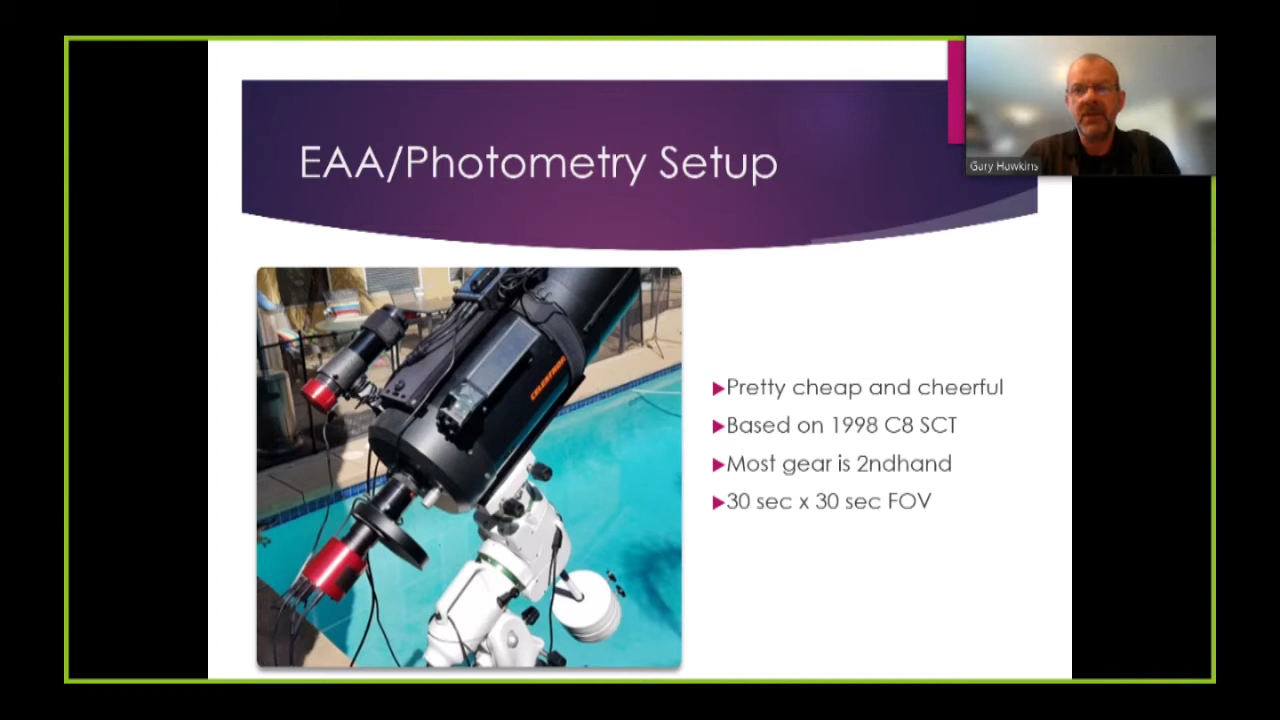 EAA/Photometry Setup
Gary Hawkins
CELESTRON
Pretty cheap and cheerful
Based on 1998 C8 SCT
Most gear is 2ndhand
30 sec x 30 sec FOV